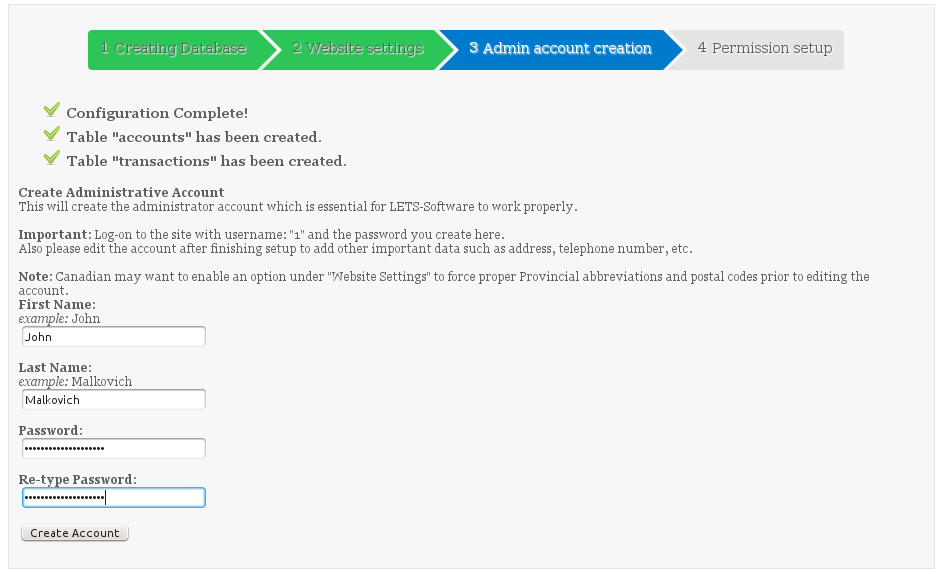 1 Creating Database 2 Website settings 3 Admin account creation 4 Permission setup
Configuration Complete!
Table "accounts" has been created.
Table "transactions" has been created.
Create Administrative Account
This will create the administrator account which is essential for LETS-Software to work properly.
Important: Log-on to the site with username: "1" and the password you create here.
Also please edit the account after finishing setup to add other important data such as address, telephone number, etc.
Note: Canadian may want to enable an option under "Website Settings" to force proper Provincial abbreviations and postal codes prior to editing the
account.
First Name:
example: John
John
Last Name:
example: Malkovich
Malkovich
Password:
••••••••••••••••••••
Re-type Password:
••••••••••••••••••••
Create Account